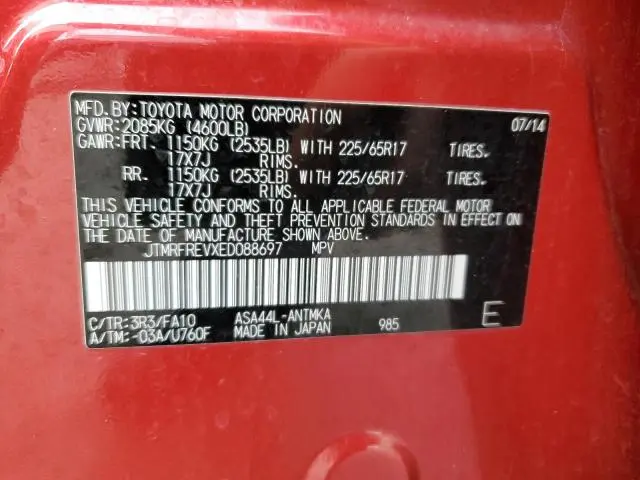 MFD.BY:TOYOTA MOTOR CORPORATION 07/14
GVWR:2085KG (4600LB)
GAWR:FRT. 1150KG (2535LB) WITH 225/65R17 TIRES.
17X7J RIMS.
RR. 1150KG (2535LB) WITH 225/65R17 TIRES.
17X7J RIMS.
THIS VEHICLE CONFORMS TO ALL APPLICABLE FEDERAL MOTOR
VEHICLE SAFETY AND THEFT PREVENTION STANDARDS IN EFFECT ON
THE DATE OF MANUFACTURE SHOWN ABOVE.
JTMRFREVXED088697 MPV
C/TR:3R3/FA10 ASA44L-ANTMKA
A/TM:-03A/U760F MADE IN JAPAN 985 E